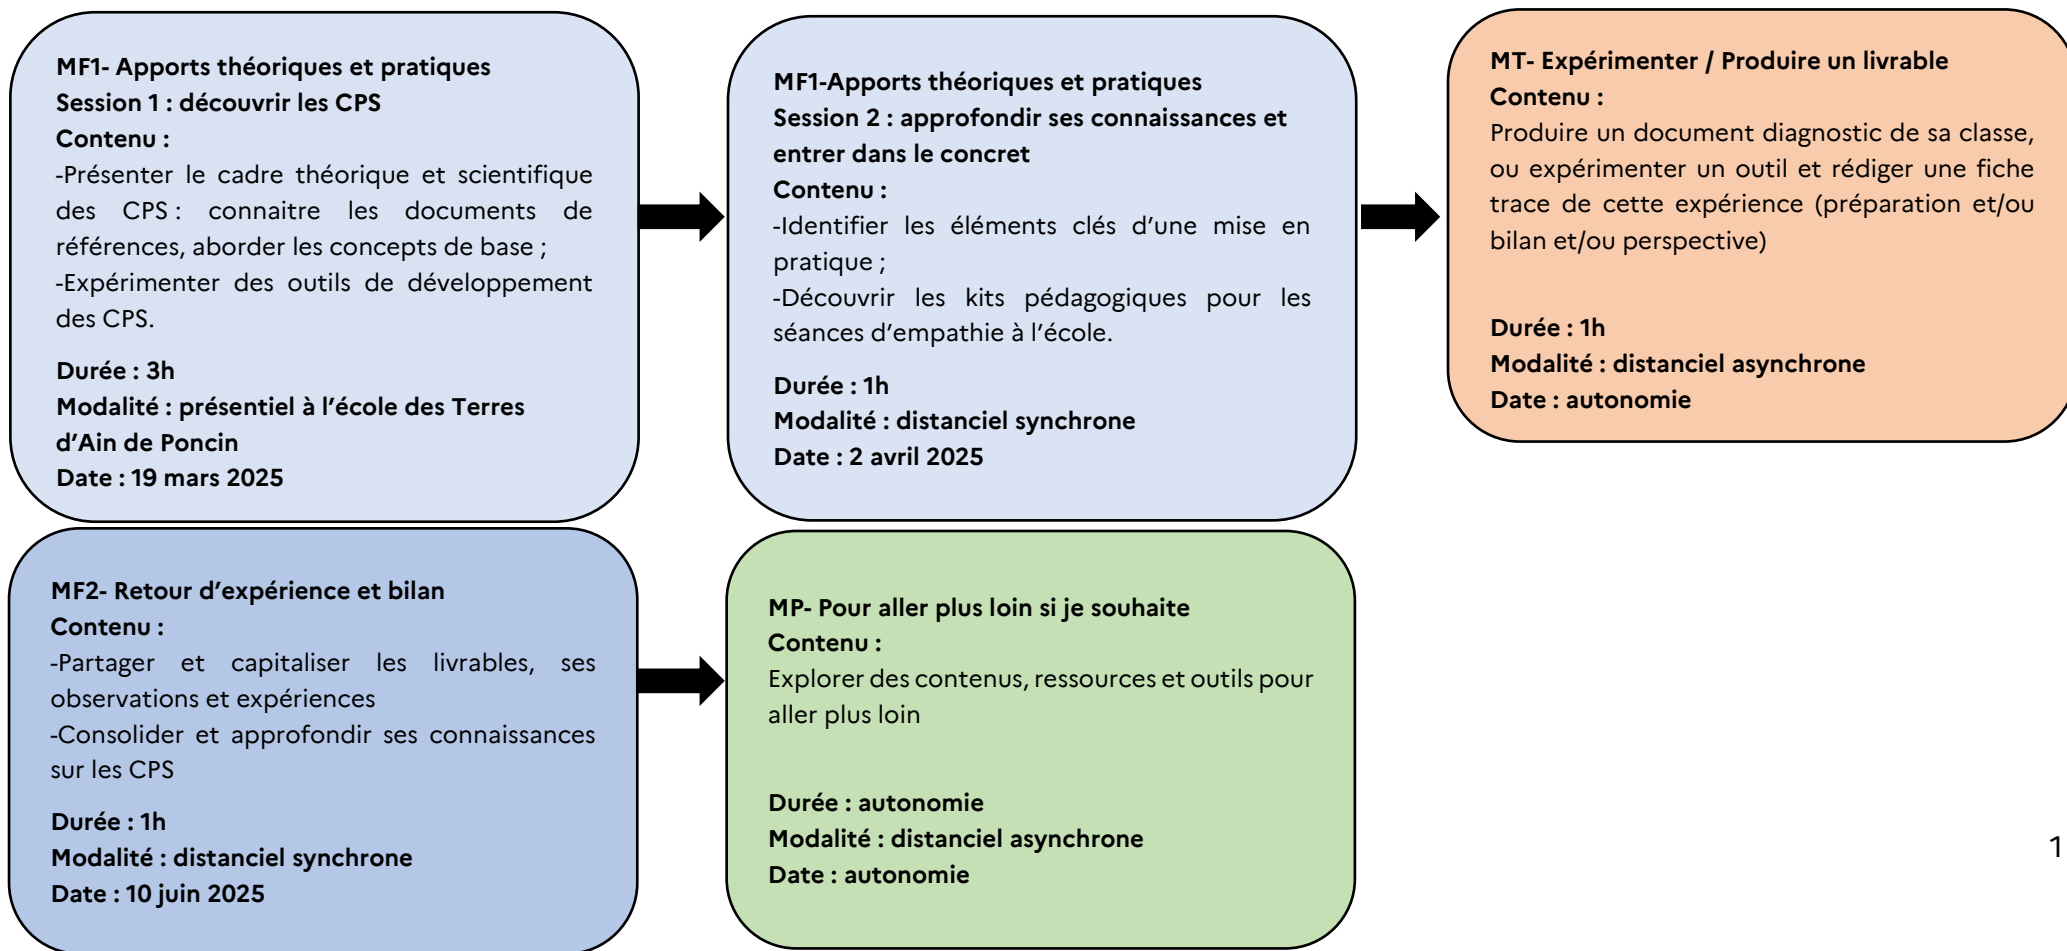 MF1- Apports théoriques et pratiques
Session 1 : découvrir les CPS
Contenu :
-Présenter le cadre théorique et scientifique
des CPS : connaitre les documents de
références, aborder les concepts de base ;
-Expérimenter des outils de développement
des CPS.
Durée : 3h
Modalité : présentiel à l’école des Terres
d’Ain de Poncin
Date : 19 mars 2025
MF1-Apports théoriques et pratiques
Session 2 : approfondir ses connaissances et
entrer dans le concret
Contenu :
-Identifier les éléments clés d’une mise en
pratique ;
-Découvrir les kits pédagogiques pour les
séances d’empathie à l’école.
Durée : 1h
Modalité : distanciel synchrone
Date : 2 avril 2025
MT- Expérimenter / Produire un livrable
Contenu :
Produire un document diagnostic de sa classe,
ou expérimenter un outil et rédiger une fiche
trace de cette expérience (préparation et/ou
bilan et/ou perspective)
Durée : 1h
Modalité : distanciel asynchrone
Date : autonomie
MF2- Retour d’expérience et bilan
Contenu :
-Partager et capitaliser les livrables, ses
observations et expériences
-Consolider et approfondir ses connaissances
sur les CPS
Durée : 1h
Modalité : distanciel synchrone
Date : 10 juin 2025
MP- Pour aller plus loin si je souhaite
Contenu :
Explorer des contenus, ressources et outils pour
aller plus loin
Durée : autonomie
Modalité : distanciel asynchrone
Date : autonomie
1